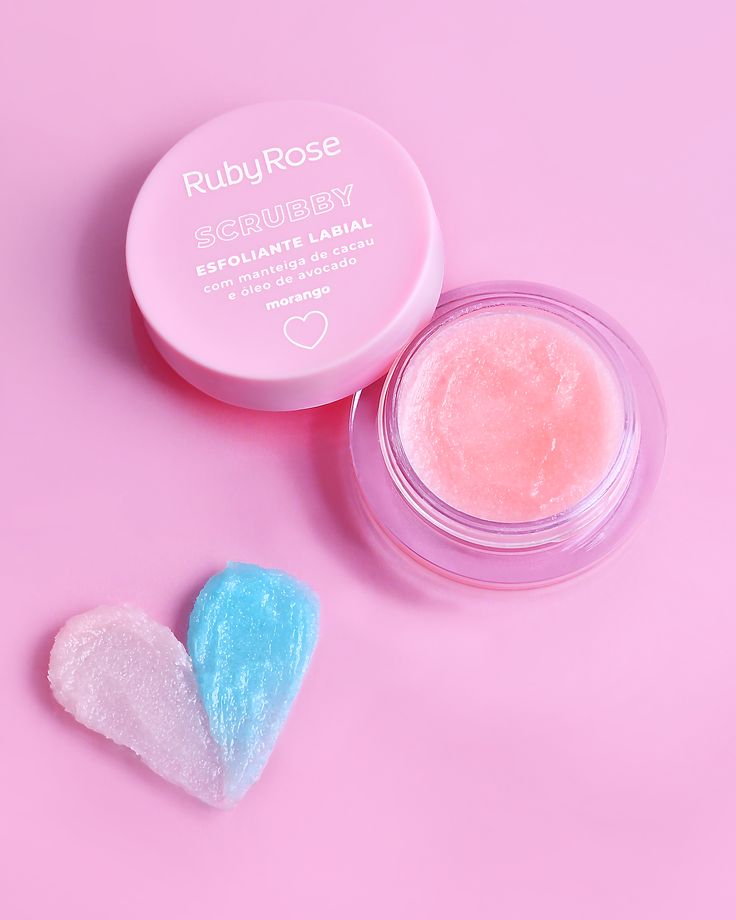 RubyRose
SCRUBBY
ESFOLIANTE LABIAL
com manteiga de cacau
e óleo de avocado
morango